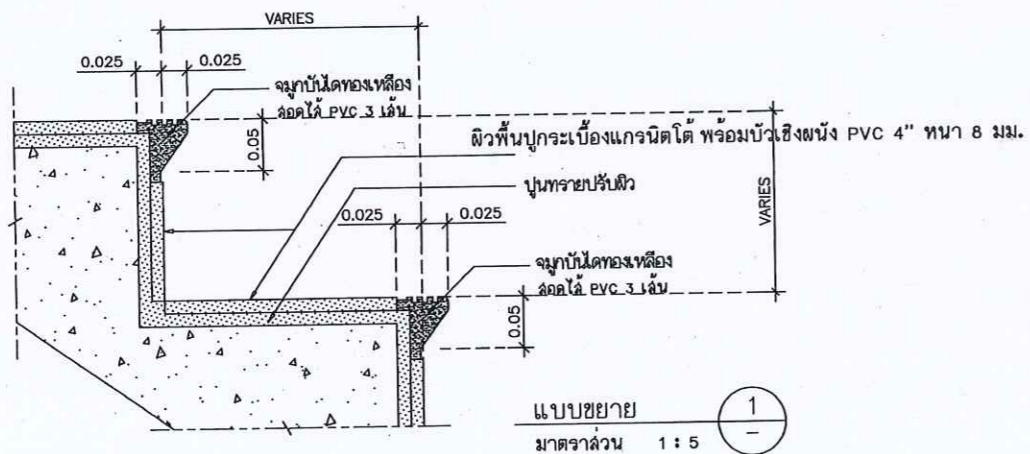 VARIES
0.025 0.025
จมูกบันไดทองเหลือง
สอดไส้ PVC 3 เส้น
0.05
ผิวพื้นปูกระเบื้องแกรนิตโต้ พร้อมบัวเชิงผนัง PVC 4" หนา 8 มม.
ปูนทรายปรับผิว
VARIES
0.025 0.025
จมูกบันไดทองเหลือง
สอดไส้ PVC 3 เส้น
0.05
แบบขยาย 1
มาตราส่วน 1 : 5 -